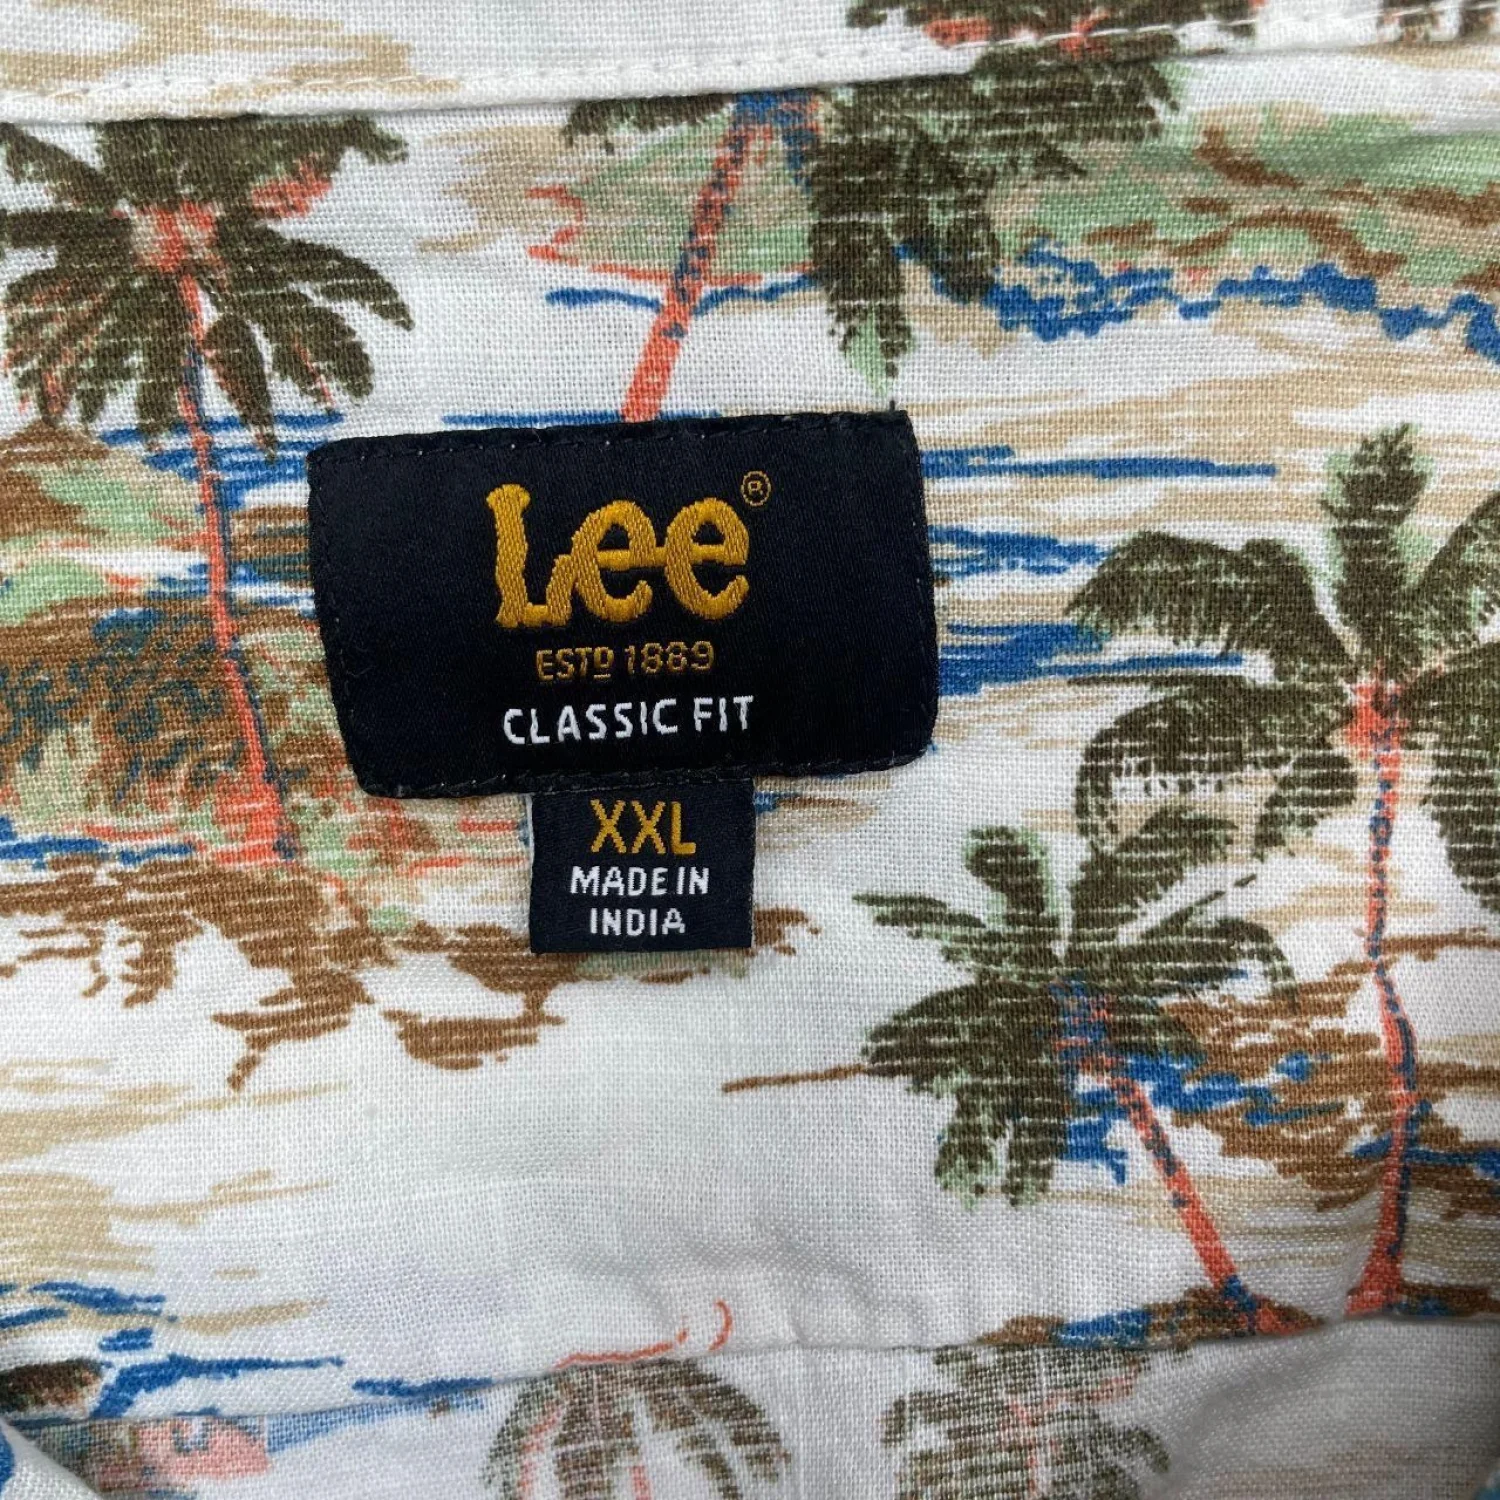 Lee®
ESTD 1889
CLASSIC FIT
XXL
MADE IN
INDIA